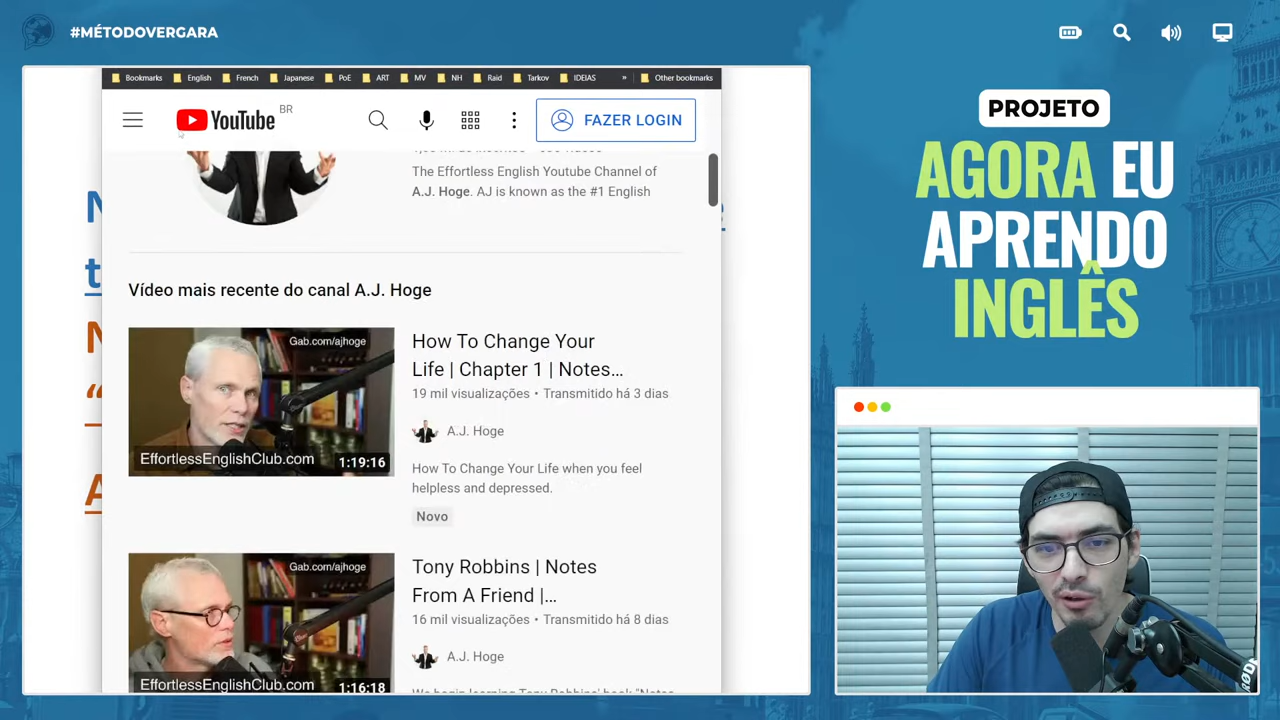 #MÉTODOVERGARA
Bookmarks English French Japanese PoE ART MV NH Raid Tarkov IDEIAS » Other bookmarks
YouTube BR
FAZER LOGIN
The Effortless English Youtube Channel of
A.J. Hoge. AJ is known as the #1 English
Vídeo mais recente do canal A.J. Hoge
Gab.com/ajhoge
EffortlessEnglishClub.com
1:19:16
How To Change Your
Life | Chapter 1 | Notes...
19 mil visualizações • Transmitido há 3 dias
A.J. Hoge
How To Change Your Life when you feel
helpless and depressed.
Novo
Gab.com/ajhoge
EffortlessEnglishClub.com
1:16:18
Tony Robbins | Notes
From A Friend |...
16 mil visualizações • Transmitido há 8 dias
A.J. Hoge
PROJETO
AGORA EU
APRENDO
INGLÊS